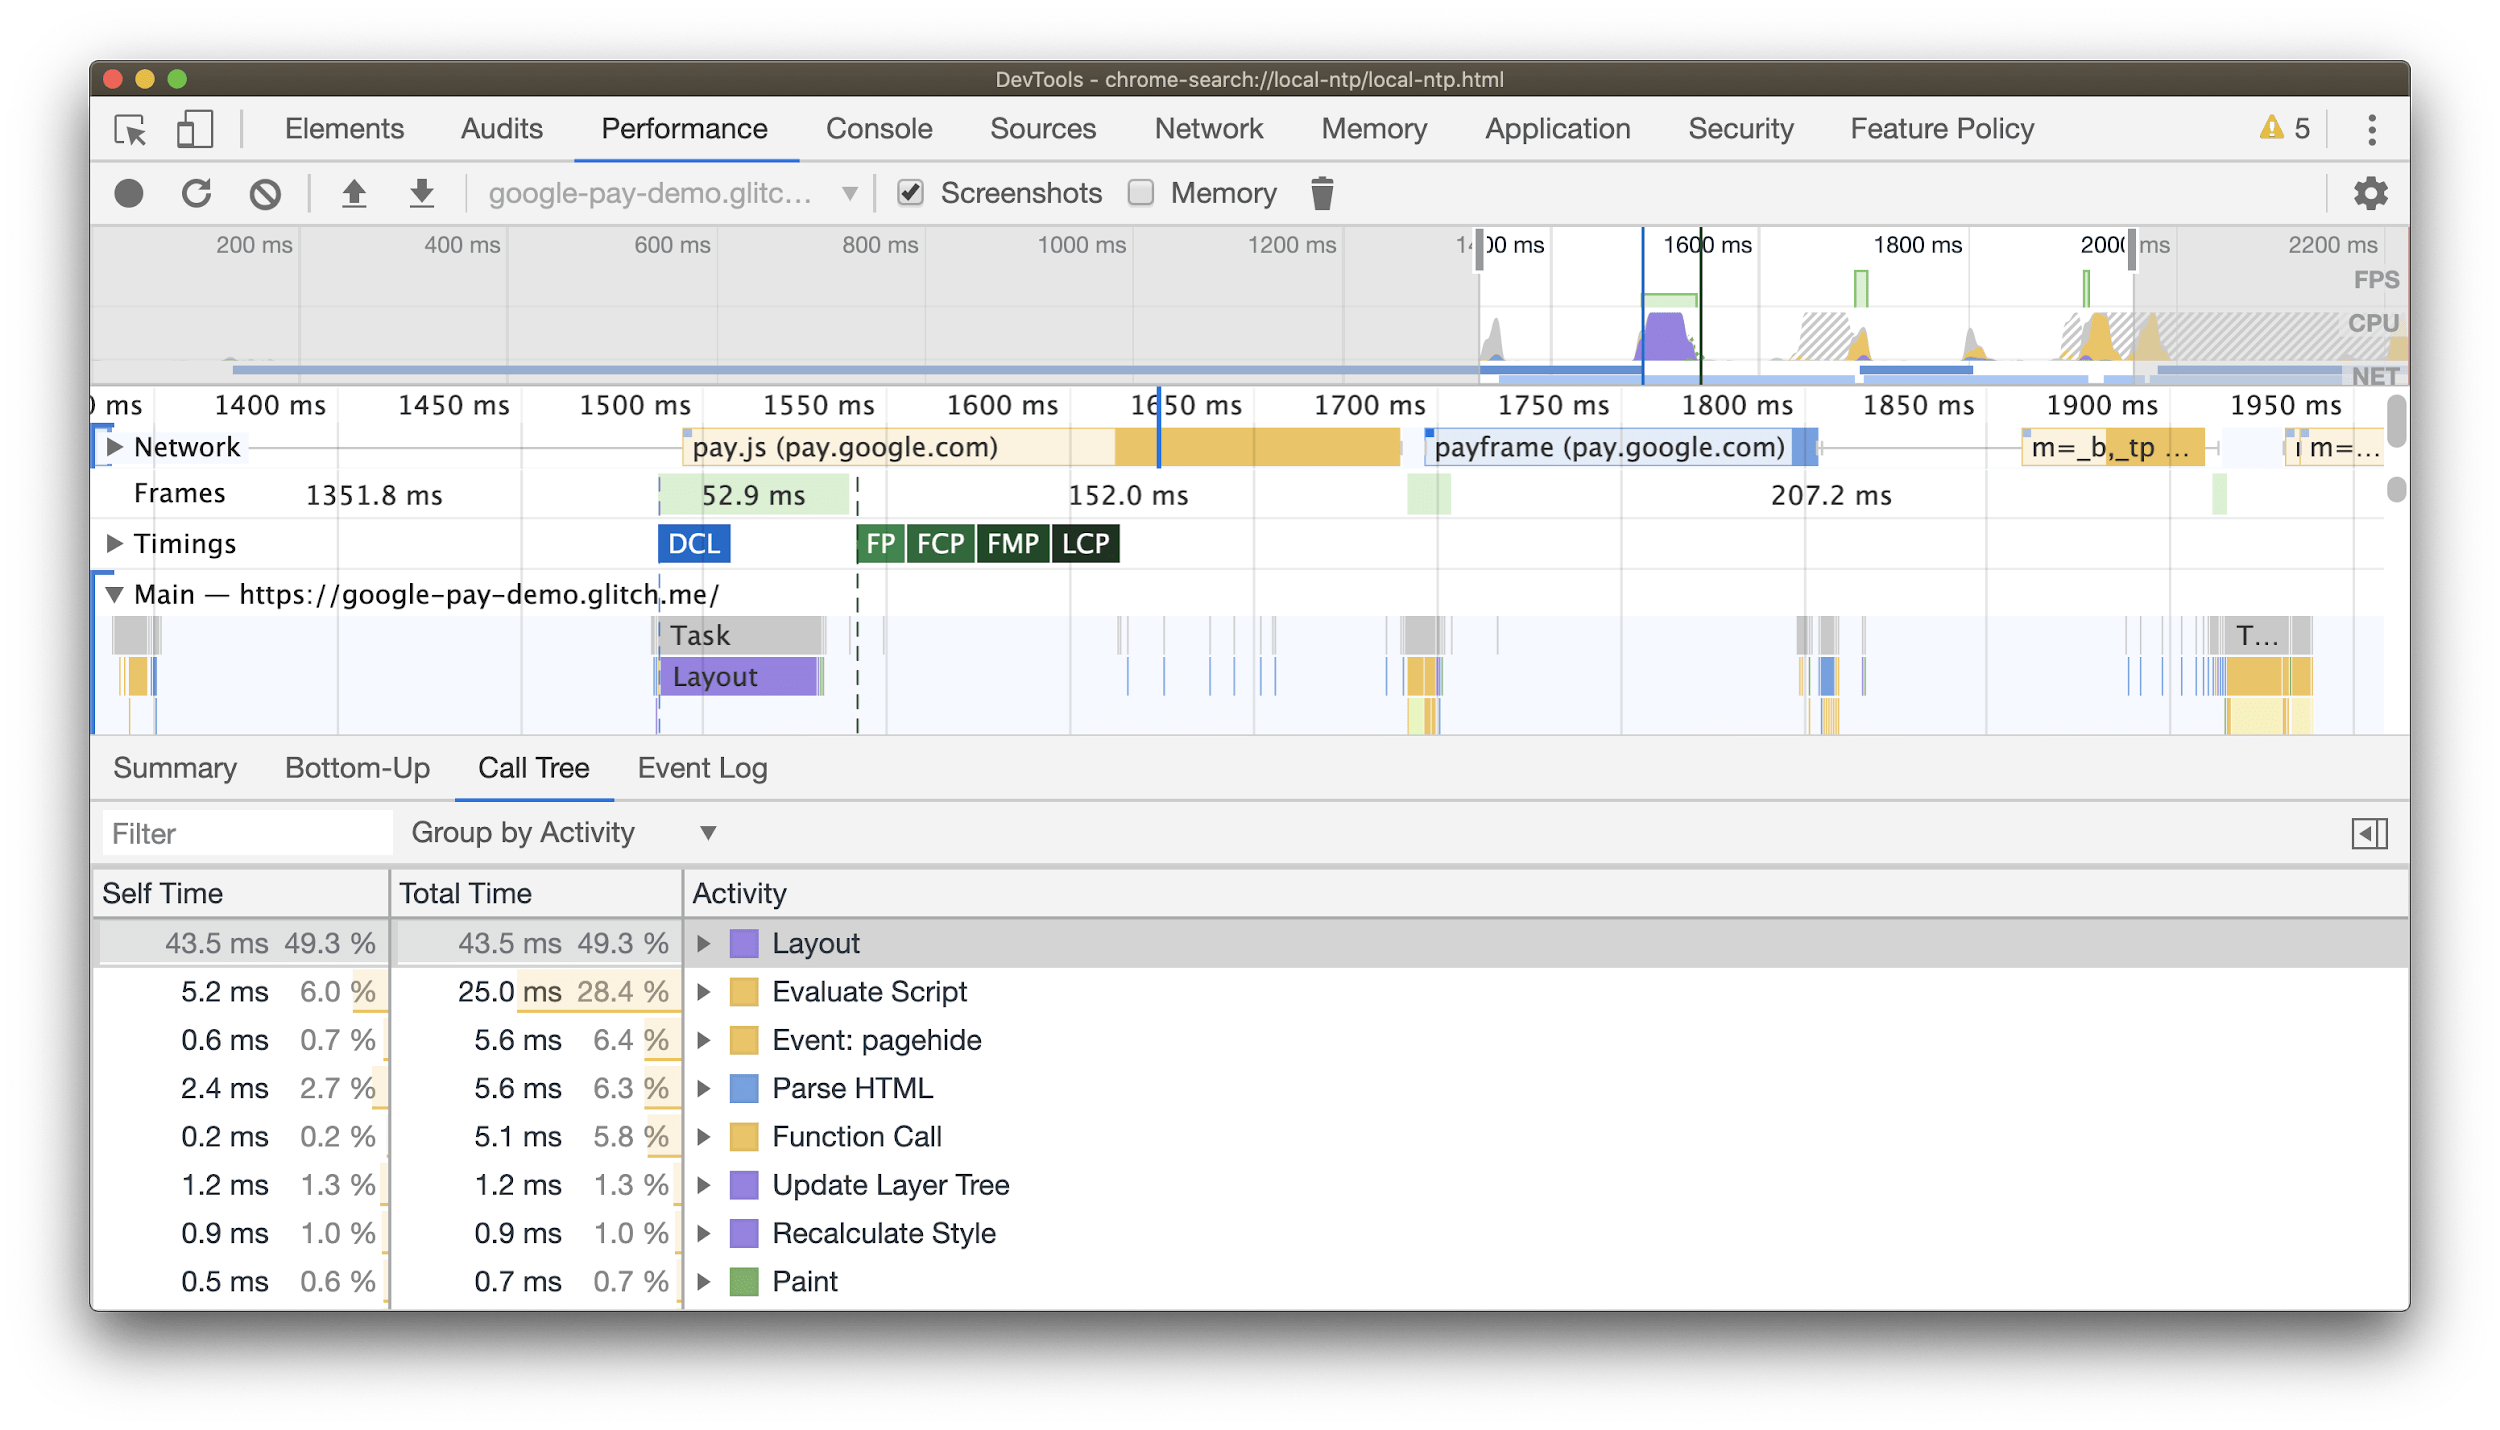 DevTools - chrome-search://local-ntp/local-ntp.html
Elements Audits Performance Console Sources Network Memory Application Security Feature Policy 5
google-pay-demo.glitc... Screenshots Memory
200 ms 400 ms 600 ms 800 ms 1000 ms 1200 ms 1600 ms 1800 ms ms 2200 ms
FPS
CPU
NET
ms 1400 ms 1450 ms 1500 ms 1550 ms 1600 ms 1650 ms 1700 ms 1750 ms 1800 ms 1850 ms 1900 ms 1950 ms
Network pay.js (pay.google.com) payframe (pay.google.com) m=_b,_tp ... m=...
Frames 1351.8 ms 52.9 ms 152.0 ms 207.2 ms
Timings DCL FP FCP FMP LCP
Main — https://google-pay-demo.glitch.me/
Task T...
Layout
Summary Bottom-Up Call Tree Event Log
Filter Group by Activity
Self Time Total Time Activity
43.5 ms 49.3 % 43.5 ms 49.3 % Layout
5.2 ms 6.0 % 25.0 ms 28.4 % Evaluate Script
0.6 ms 0.7 % 5.6 ms 6.4 % Event: pagehide
2.4 ms 2.7 % 5.6 ms 6.3 % Parse HTML
0.2 ms 0.2 % 5.1 ms 5.8 % Function Call
1.2 ms 1.3 % 1.2 ms 1.3 % Update Layer Tree
0.9 ms 1.0 % 0.9 ms 1.0 % Recalculate Style
0.5 ms 0.6 % 0.7 ms 0.7 % Paint